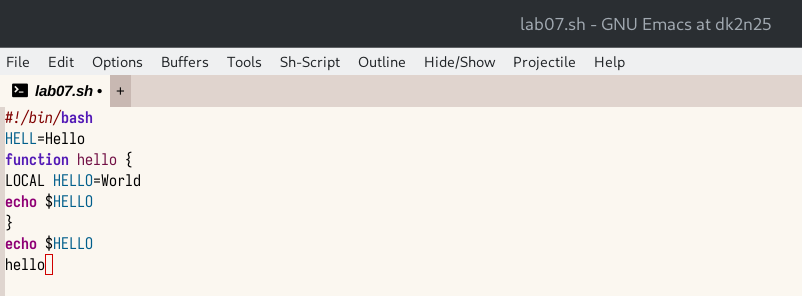 lab07.sh - GNU Emacs at dk2n25
File Edit Options Buffers Tools Sh-Script Outline Hide/Show Projectile Help
lab07.sh • +
#!/bin/bash
HELL=Hello
function hello {
LOCAL HELLO=World
echo $HELLO
}
echo $HELLO
hello